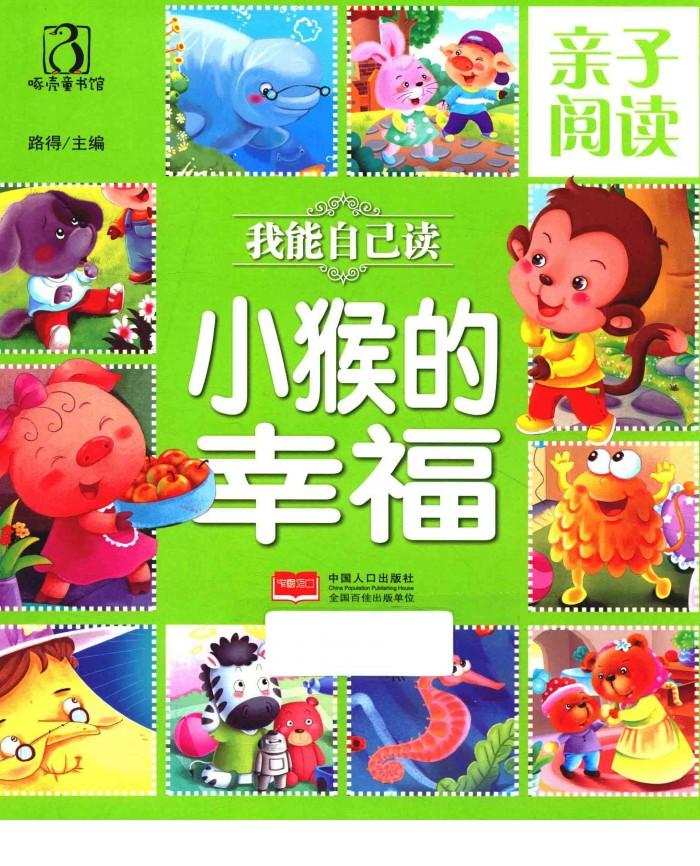 啄壳童书馆
路得/主编
亲子
阅读
我能自己读
小猴的
幸福
中国人口出版社
China Population Publishing House
全国百佳出版单位